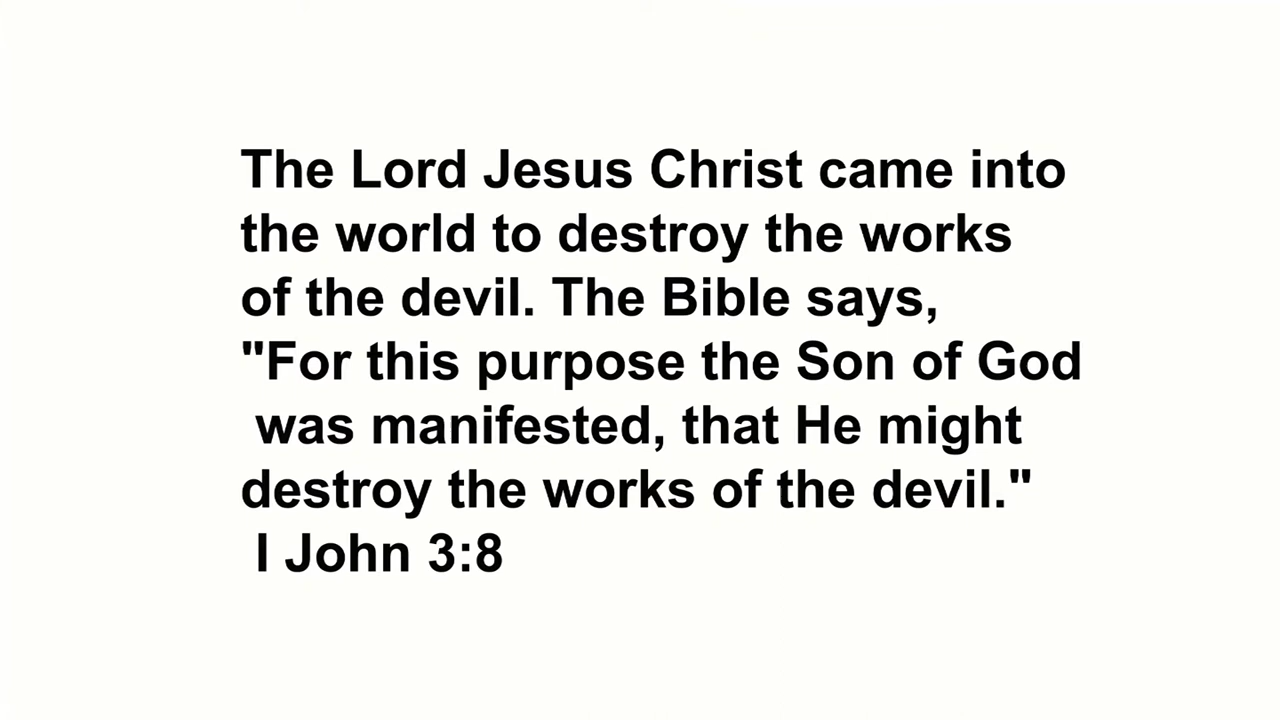 The Lord Jesus Christ came into
the world to destroy the works
of the devil. The Bible says,
"For this purpose the Son of God
was manifested, that He might
destroy the works of the devil."
I John 3:8